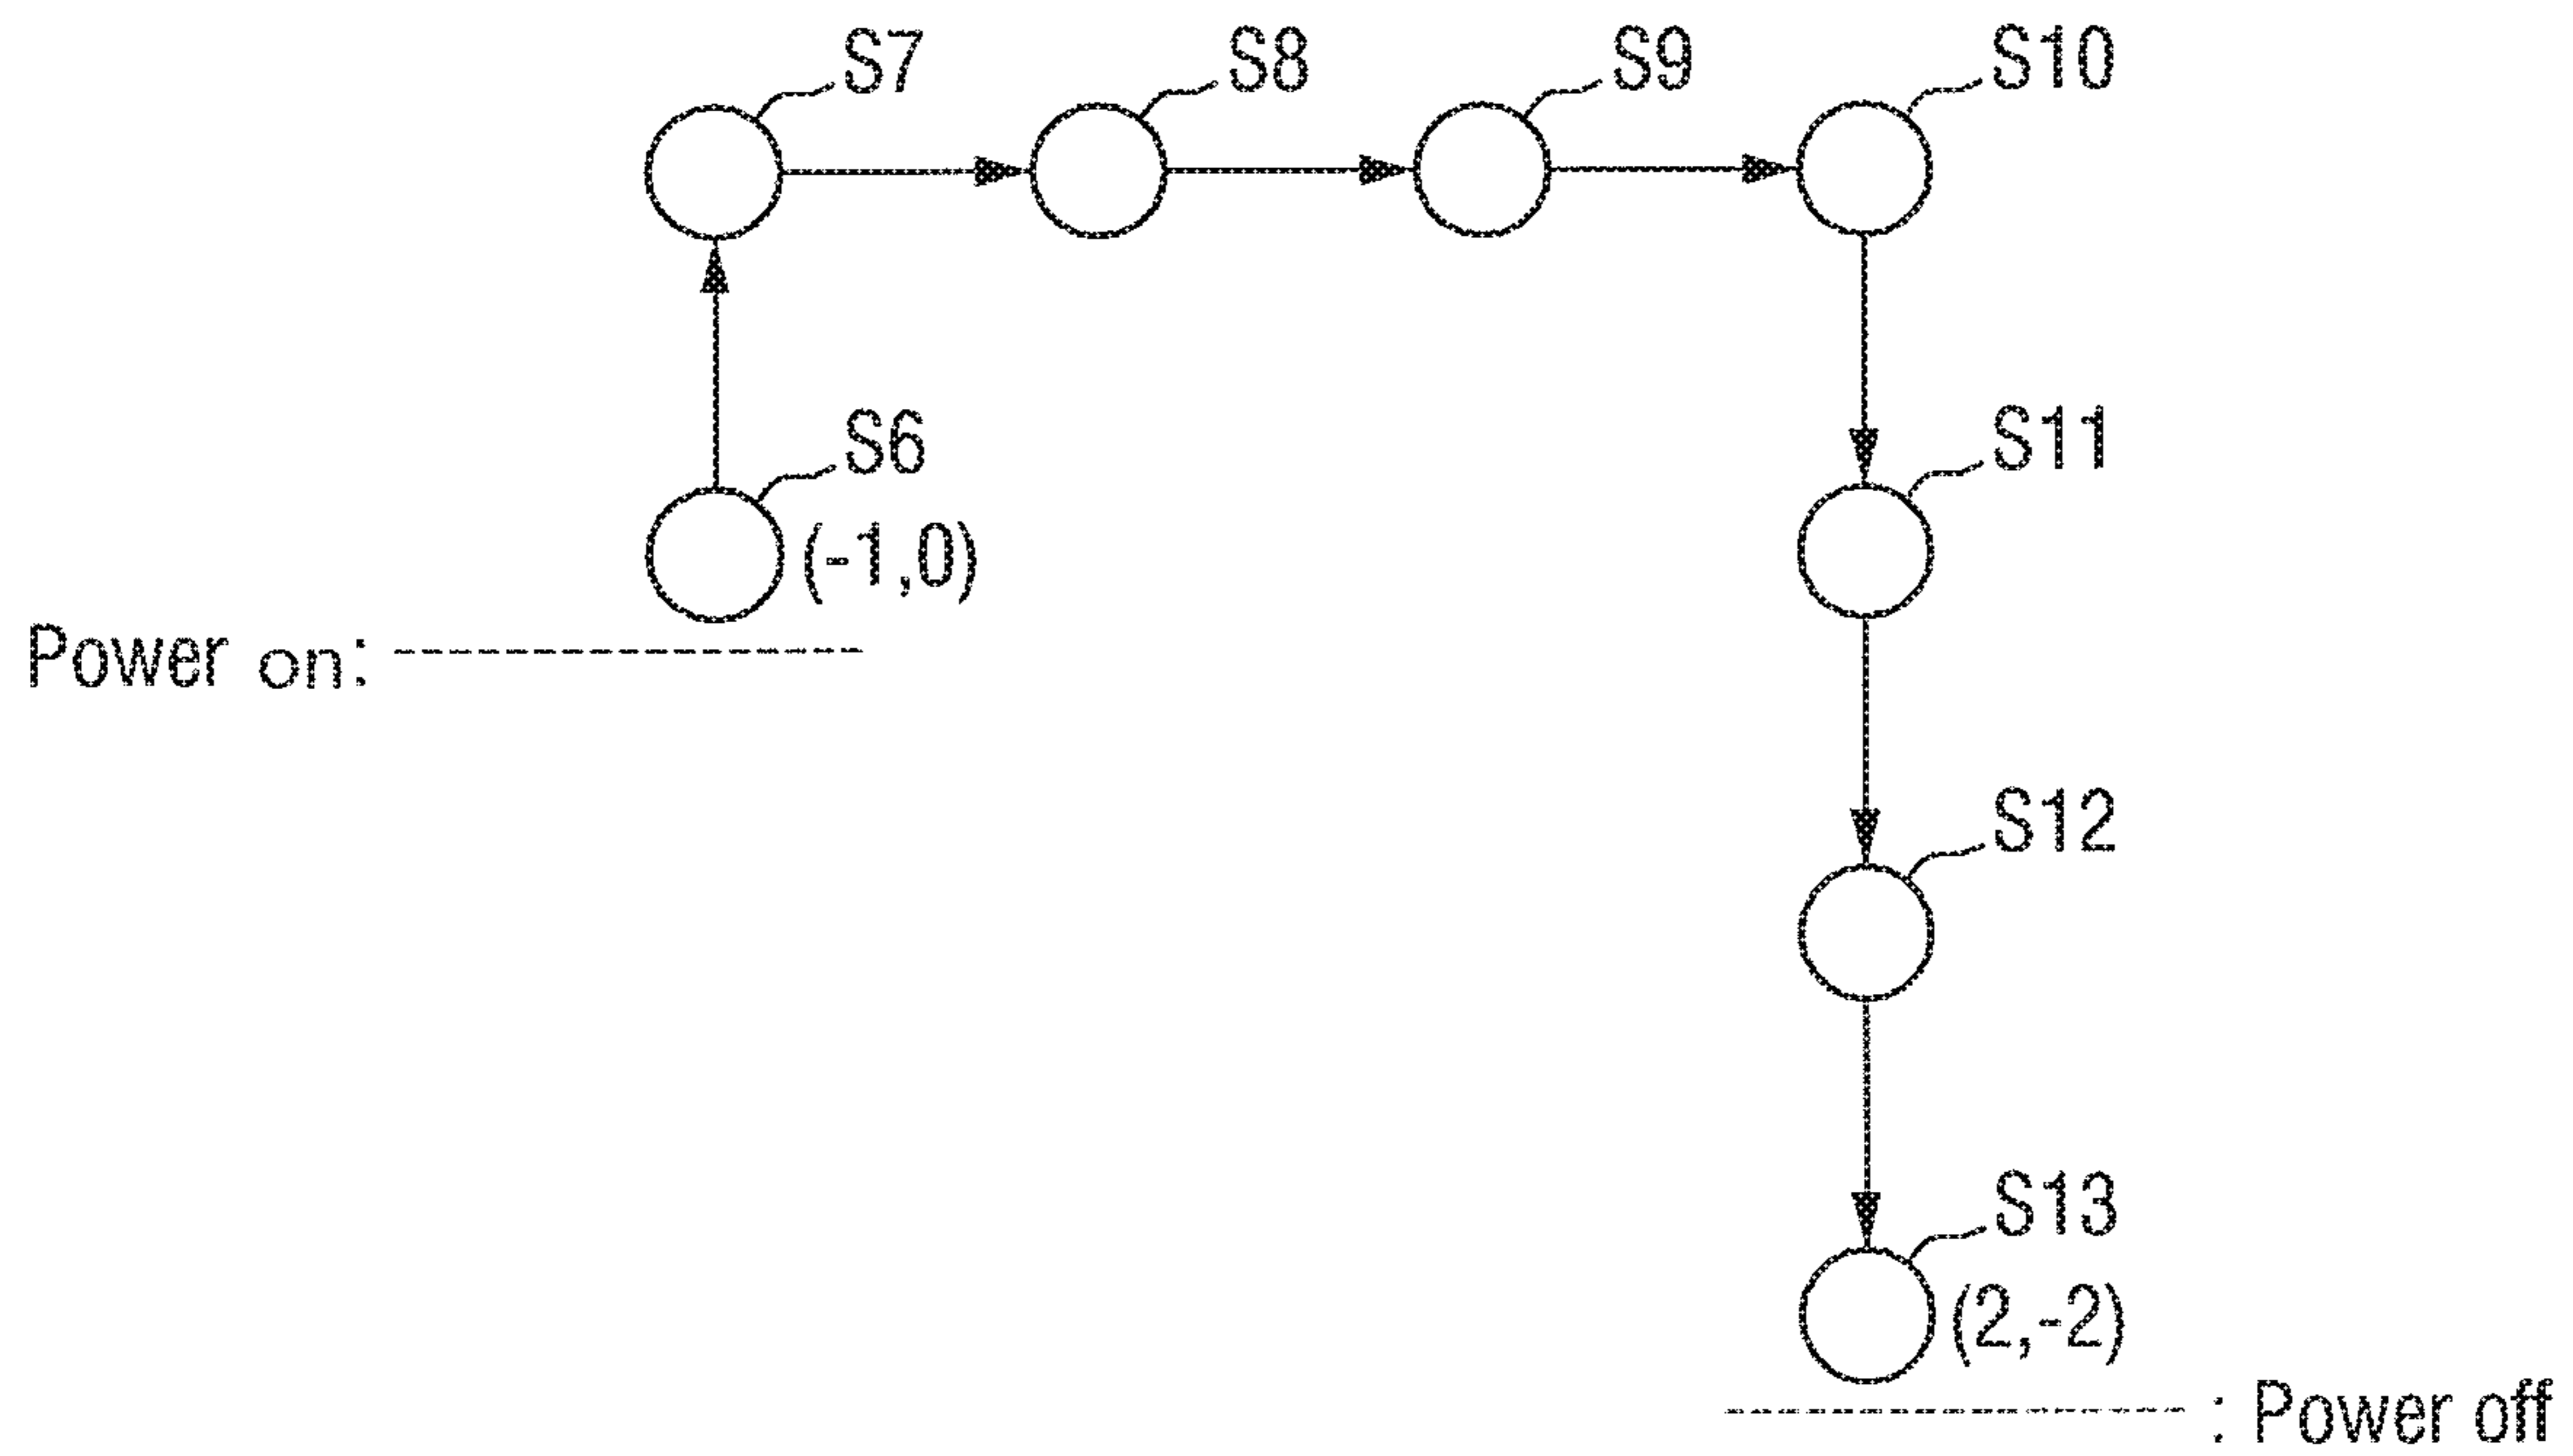 S7
S8
S9
S10
S6
S11
(-1,0)
Power on:
S12
S13
(2,-2)
: Power off